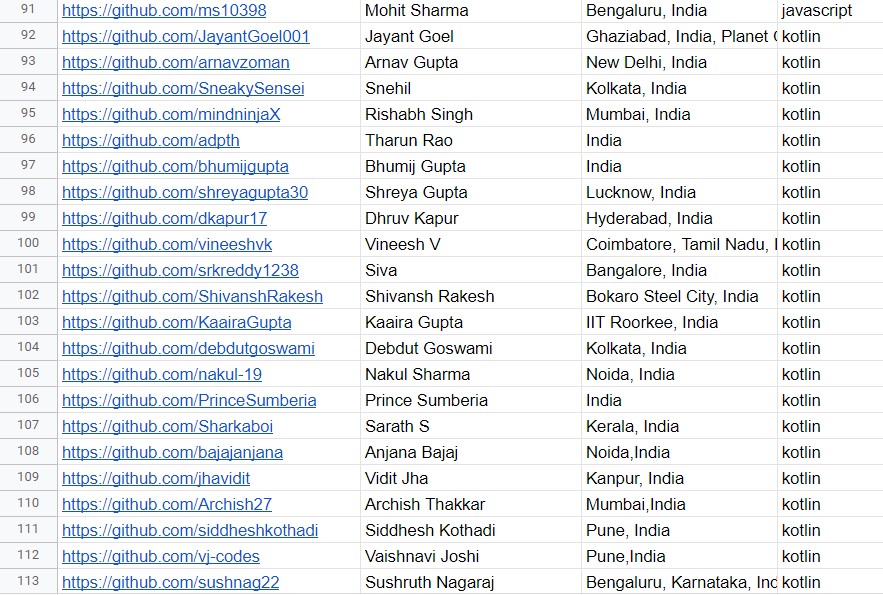 91 https://github.com/ms10398 Mohit Sharma Bengaluru, India javascript
92 https://github.com/JayantGoel001 Jayant Goel Ghaziabad, India, Planet kotlin
93 https://github.com/arnavzoman Arnav Gupta New Delhi, India kotlin
94 https://github.com/SneakySensei Snehil Kolkata, India kotlin
95 https://github.com/mindninjaX Rishabh Singh Mumbai, India kotlin
96 https://github.com/adpth Tharun Rao India kotlin
97 https://github.com/bhumijgupta Bhumij Gupta India kotlin
98 https://github.com/shreyagupta30 Shreya Gupta Lucknow, India kotlin
99 https://github.com/dkapur17 Dhruv Kapur Hyderabad, India kotlin
100 https://github.com/vineeshvk Vineesh V Coimbatore, Tamil Nadu, I kotlin
101 https://github.com/srkreddy1238 Siva Bangalore, India kotlin
102 https://github.com/ShivanshRakesh Shivansh Rakesh Bokaro Steel City, India kotlin
103 https://github.com/KaairaGupta Kaaira Gupta IIT Roorkee, India kotlin
104 https://github.com/debdutgoswami Debdut Goswami Kolkata, India kotlin
105 https://github.com/nakul-19 Nakul Sharma Noida, India kotlin
106 https://github.com/PrinceSumberia Prince Sumberia India kotlin
107 https://github.com/Sharkaboi Sarath S Kerala, India kotlin
108 https://github.com/bajajanjana Anjana Bajaj Noida,India kotlin
109 https://github.com/jhavidit Vidit Jha Kanpur, India kotlin
110 https://github.com/Archish27 Archish Thakkar Mumbai,India kotlin
111 https://github.com/siddheshkothadi Siddhesh Kothadi Pune, India kotlin
112 https://github.com/vj-codes Vaishnavi Joshi Pune,India kotlin
113 https://github.com/sushnag22 Sushruth Nagaraj Bengaluru, Karnataka, Ind kotlin